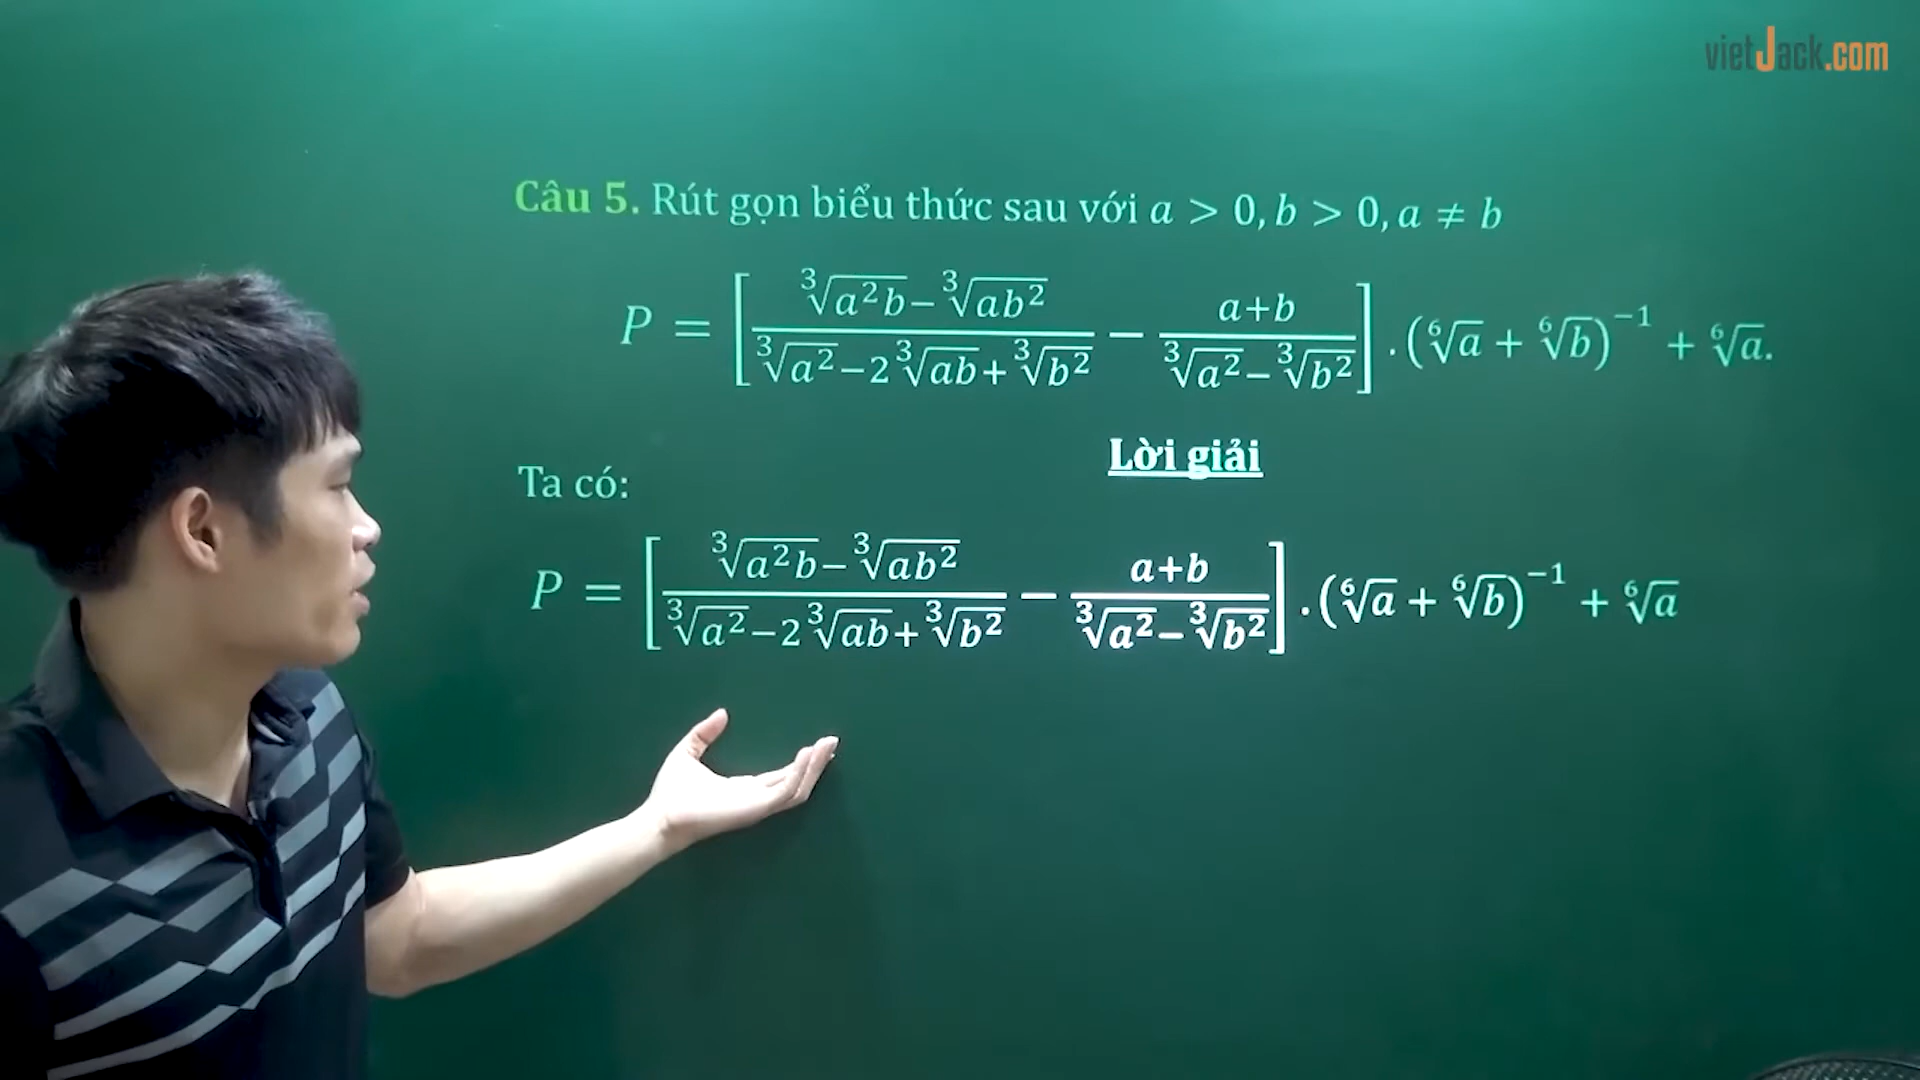 vietJack.com
Câu 5. Rút gọn biểu thức sau với a > 0, b > 0, a ≠ b
P = [(∛(a²b) − ∛(ab²))/(∛(a²) − 2∛(ab) + ∛(b²)) − (a+b)/(∛(a²) − ∛(b²))] . (⁶√a + ⁶√b)⁻¹ + ⁶√a.
Lời giải
Ta có:
P = [(∛(a²b) − ∛(ab²))/(∛(a²) − 2∛(ab) + ∛(b²)) − (a+b)/(∛(a²) − ∛(b²))] . (⁶√a + ⁶√b)⁻¹ + ⁶√a